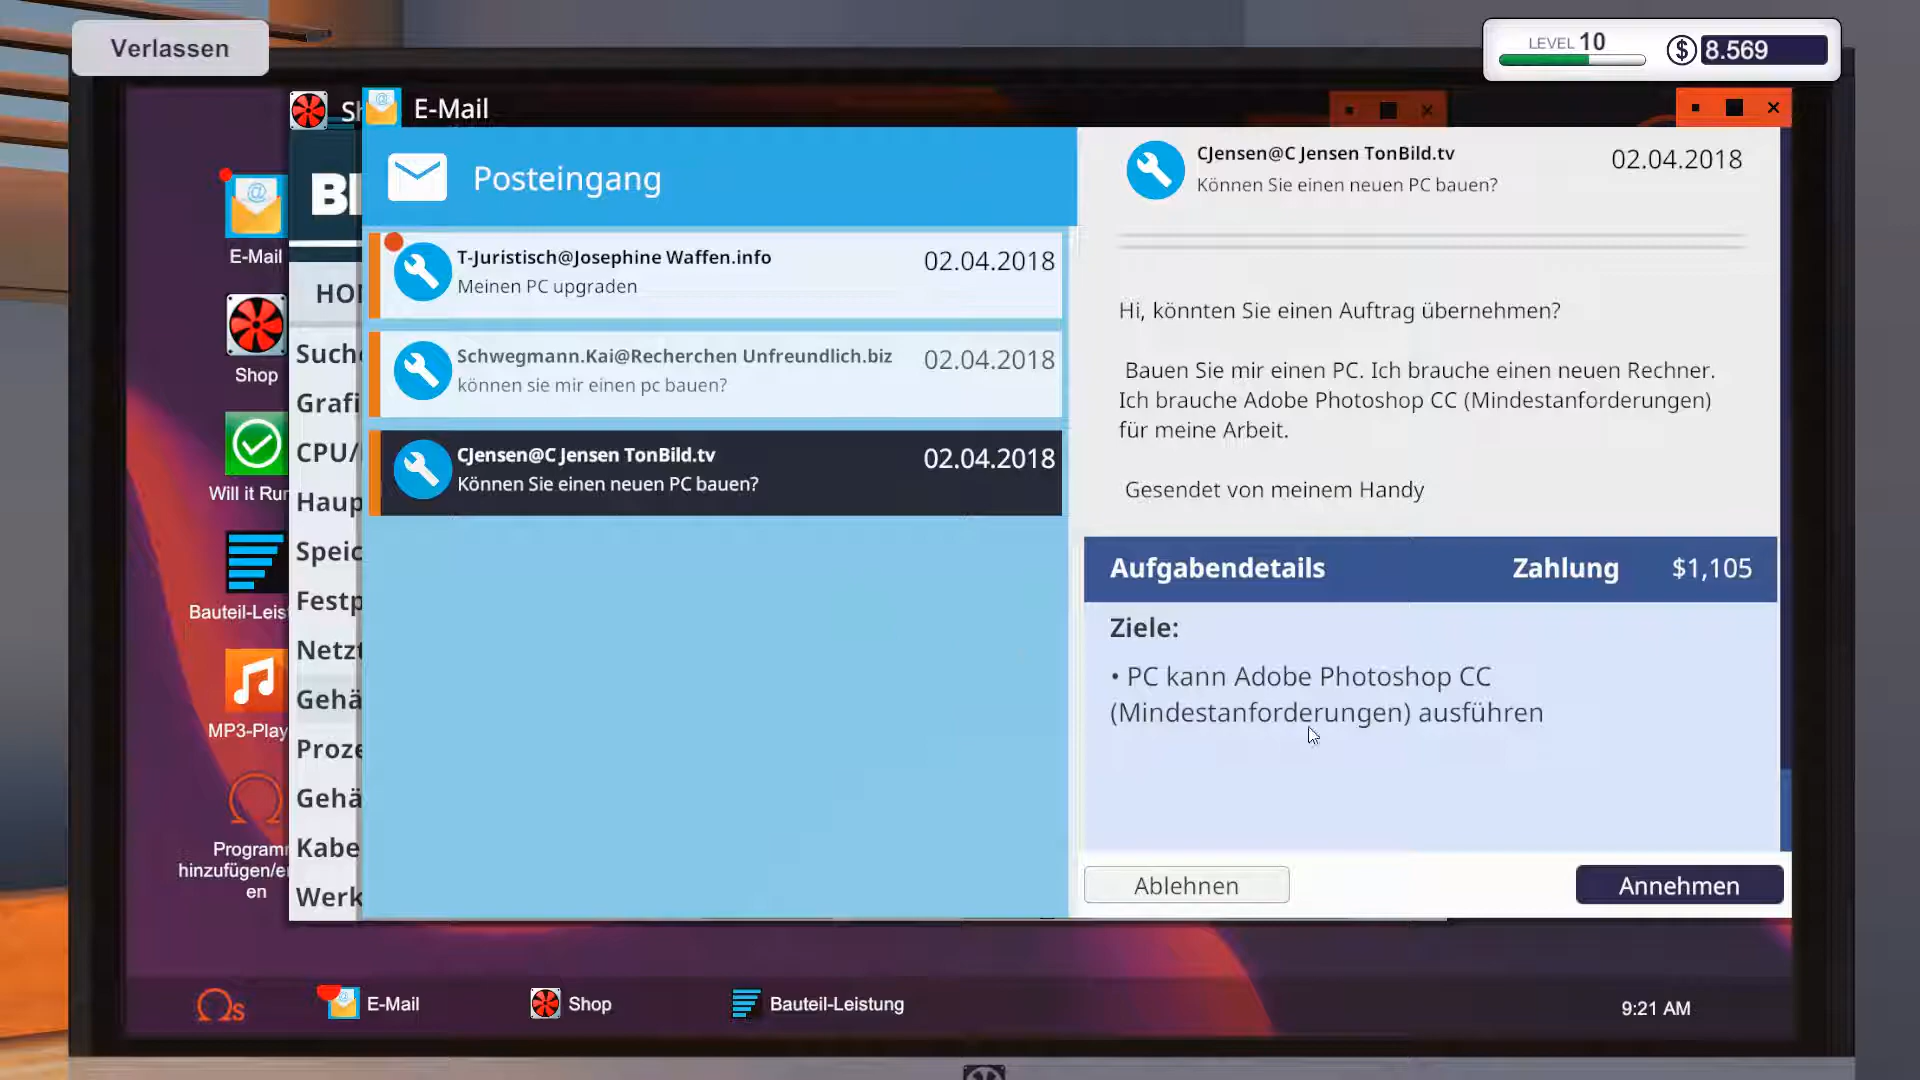 Verlassen
LEVEL 10
$ 8.569
E-Mail
Posteingang
T-Juristisch@Josephine Waffen.info
02.04.2018
Meinen PC upgraden
Schwegmann.Kai@Recherchen Unfreundlich.biz
02.04.2018
können sie mir einen pc bauen?
CJensen@C Jensen TonBild.tv
02.04.2018
Können Sie einen neuen PC bauen?
CJensen@C Jensen TonBild.tv
02.04.2018
Können Sie einen neuen PC bauen?
Hi, könnten Sie einen Auftrag übernehmen?
Bauen Sie mir einen PC. Ich brauche einen neuen Rechner.
Ich brauche Adobe Photoshop CC (Mindestanforderungen)
für meine Arbeit.
Gesendet von meinem Handy
Aufgabendetails
Zahlung
$1,105
Ziele:
• PC kann Adobe Photoshop CC
(Mindestanforderungen) ausführen
Ablehnen
Annehmen
E-Mail
Shop
Will it Rur
Bauteil-Leist
MP3-Play
Programm
hinzufügen/e
en
Such
Grafi
CPU/
Haup
Speic
Festp
Netzt
Gehä
Proze
Gehä
Kabe
Werk
E-Mail
Shop
Bauteil-Leistung
9:21 AM